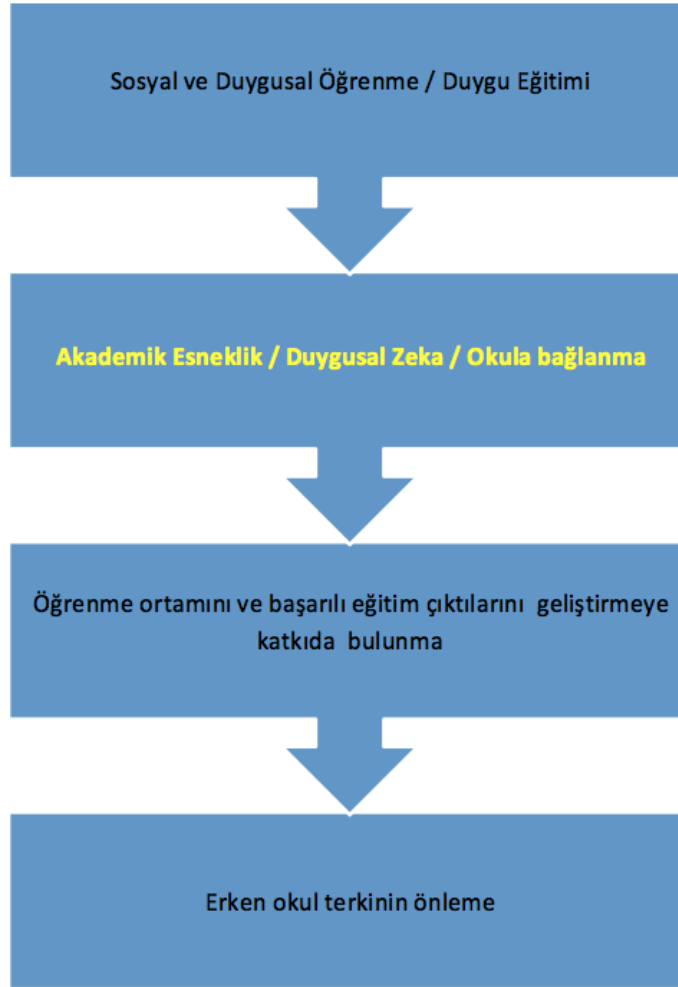 Sosyal ve Duygusal Öğrenme / Duygu Eğitimi
Akademik Esneklik / Duygusal Zeka / Okula bağlanma
Öğrenme ortamını ve başarılı eğitim çıktılarını geliştirmeye
katkıda bulunma
Erken okul terkinin önleme